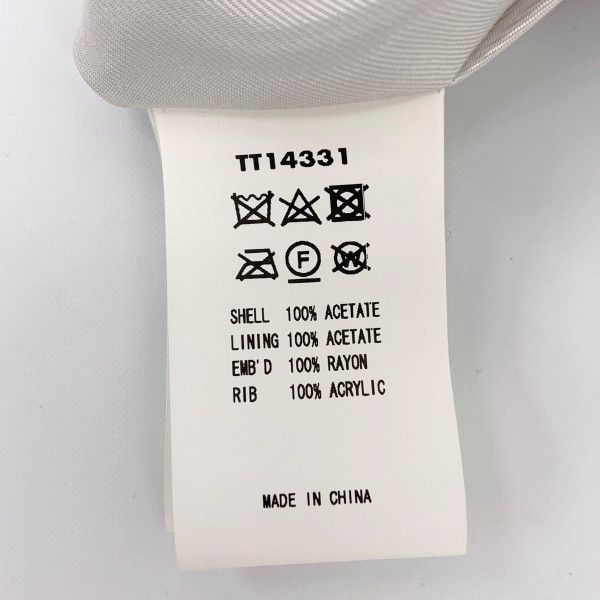 TT14331
F W
SHELL 100% ACETATE
LINING 100% ACETATE
EMB'D 100% RAYON
RIB 100% ACRYLIC
MADE IN CHINA